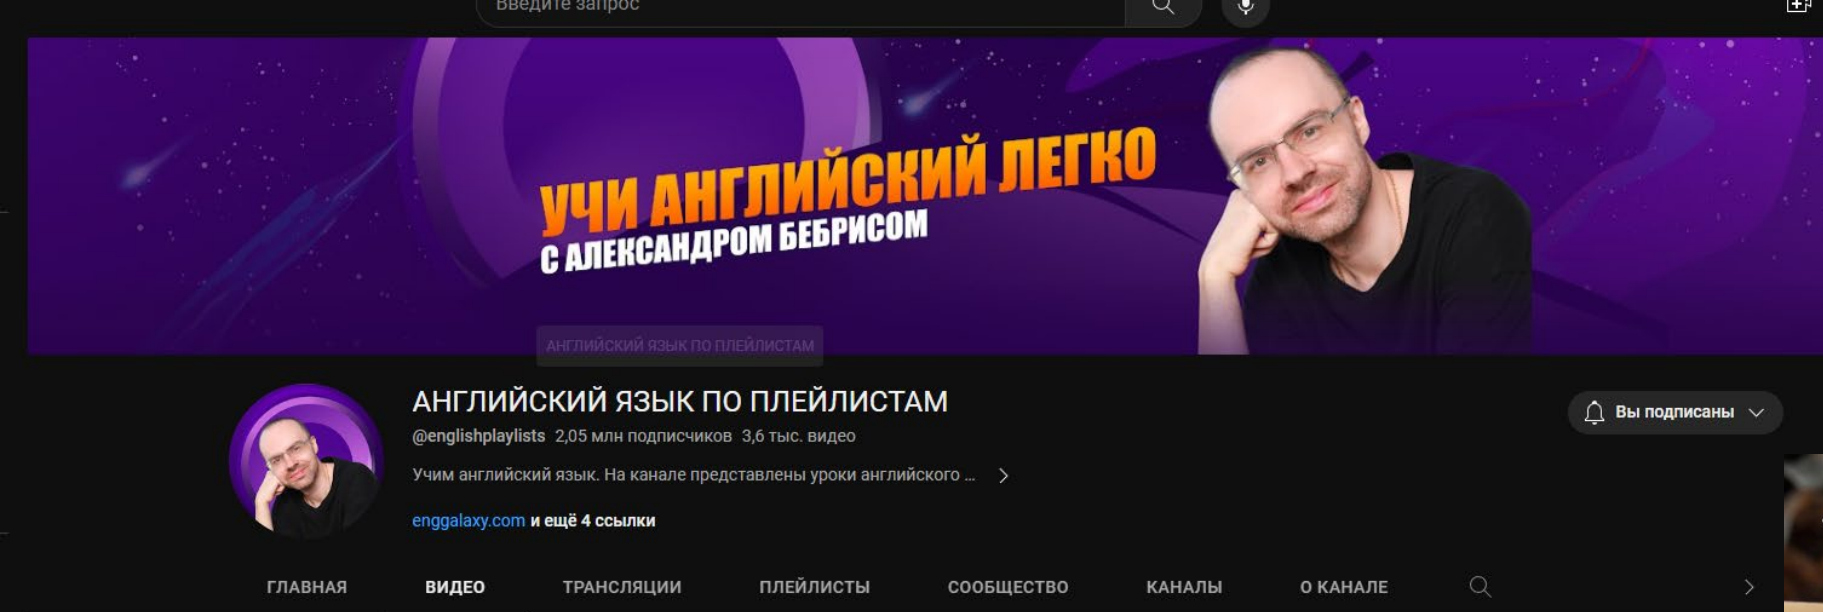 Введите запрос
УЧИ АНГЛИЙСКИЙ ЛЕГКО
С АЛЕКСАНДРОМ БЕБРИСОМ
АНГЛИЙСКИЙ ЯЗЫК ПО ПЛЕЙЛИСТАМ
АНГЛИЙСКИЙ ЯЗЫК ПО ПЛЕЙЛИСТАМ
@englishplaylists 2,05 млн подписчиков 3,6 тыс. видео
Вы подписаны
Учим английский язык. На канале представлены уроки английского ...
enggalaxy.com и ещё 4 ссылки
ГЛАВНАЯ ВИДЕО ТРАНСЛЯЦИИ ПЛЕЙЛИСТЫ СООБЩЕСТВО КАНАЛЫ О КАНАЛЕ